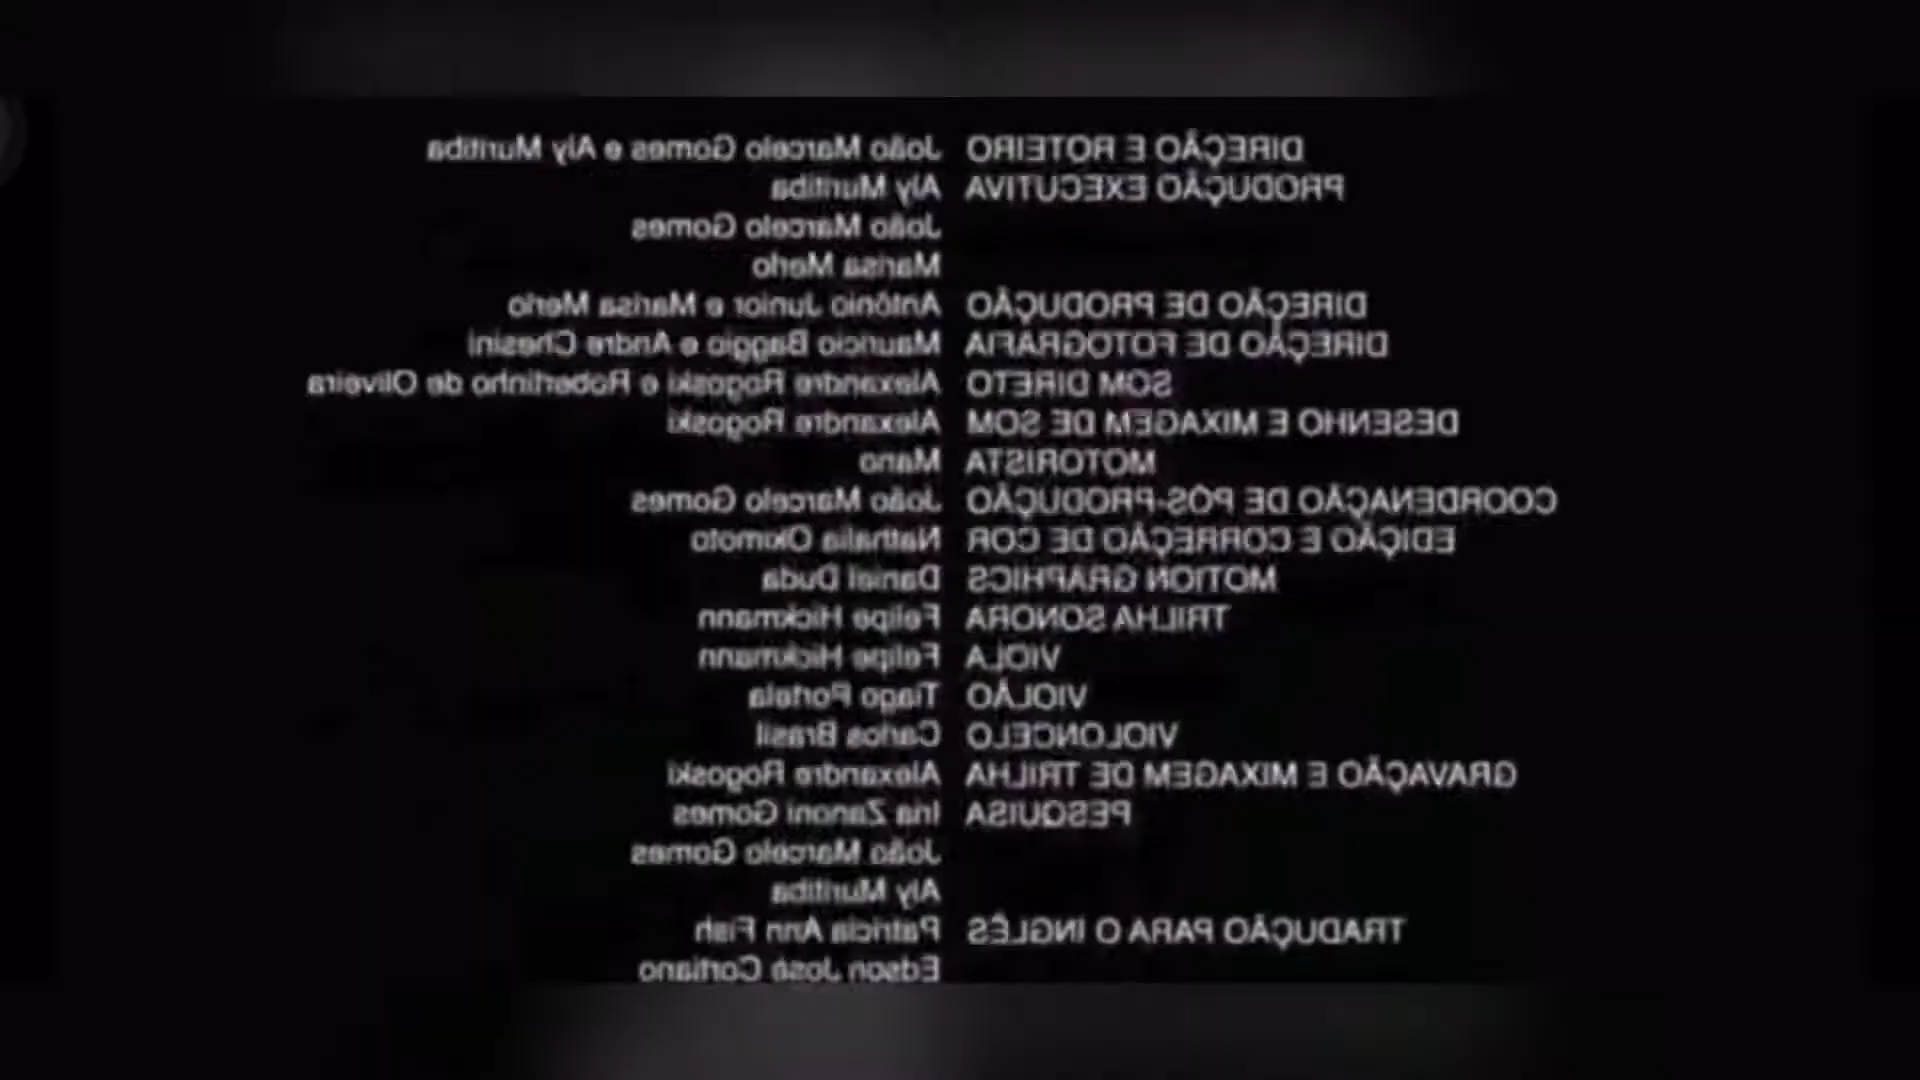 DIREÇÃO E ROTEIRO João Marcelo Gomes e Aly Muritiba
PRODUÇÃO EXECUTIVA Aly Muritiba
João Marcelo Gomes
Marisa Merlo
DIREÇÃO DE PRODUÇÃO Antônio Junior e Marisa Merlo
DIREÇÃO DE FOTOGRAFIA Mauricio Baggio e Andre Chesini
SOM DIRETO Alexandre Rogoski e Robertinho de Oliveira
DESENHO E MIXAGEM DE SOM Alexandre Rogoski
MOTORISTA Mano
COORDENAÇÃO DE PÓS-PRODUÇÃO João Marcelo Gomes
EDIÇÃO E CORREÇÃO DE COR Nathalia Okimoto
MOTION GRAPHICS Daniel Duda
TRILHA SONORA Felipe Hickmann
VIOLA Felipe Hickmann
VIOLÃO Tiago Portela
VIOLONCELO Carlos Brasil
GRAVAÇÃO E MIXAGEM DE TRILHA Alexandre Rogoski
PESQUISA Iria Zanoni Gomes
João Marcelo Gomes
Aly Muritiba
TRADUÇÃO PARA O INGLÊS Patricia Ann Fish
Edson José Cortiano